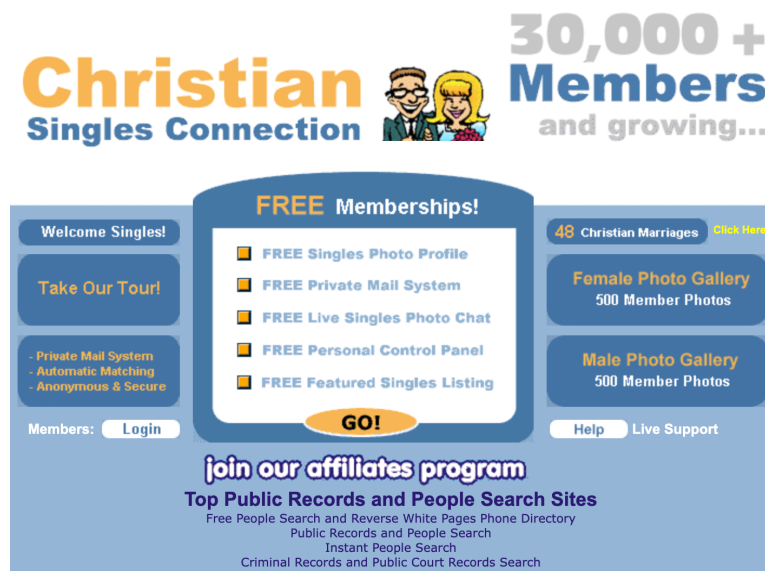 Christian
Singles Connection
30,000 +
Members
and growing...
Welcome Singles!
Take Our Tour!
- Private Mail System
- Automatic Matching
- Anonymous & Secure
Members: Login
FREE Memberships!
FREE Singles Photo Profile
FREE Private Mail System
FREE Live Singles Photo Chat
FREE Personal Control Panel
FREE Featured Singles Listing
GO!
48 Christian Marriages Click Here
Female Photo Gallery
500 Member Photos
Male Photo Gallery
500 Member Photos
Help Live Support
join our affiliates program
Top Public Records and People Search Sites
Free People Search and Reverse White Pages Phone Directory
Public Records and People Search
Instant People Search
Criminal Records and Public Court Records Search